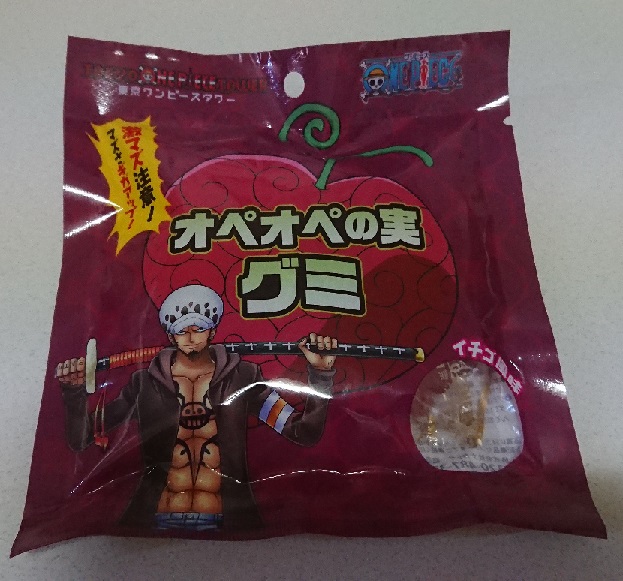 東京ワンピースタワー
ONE PIECE
激マズ注意!
オペオペの実
グミ
イチゴ風味